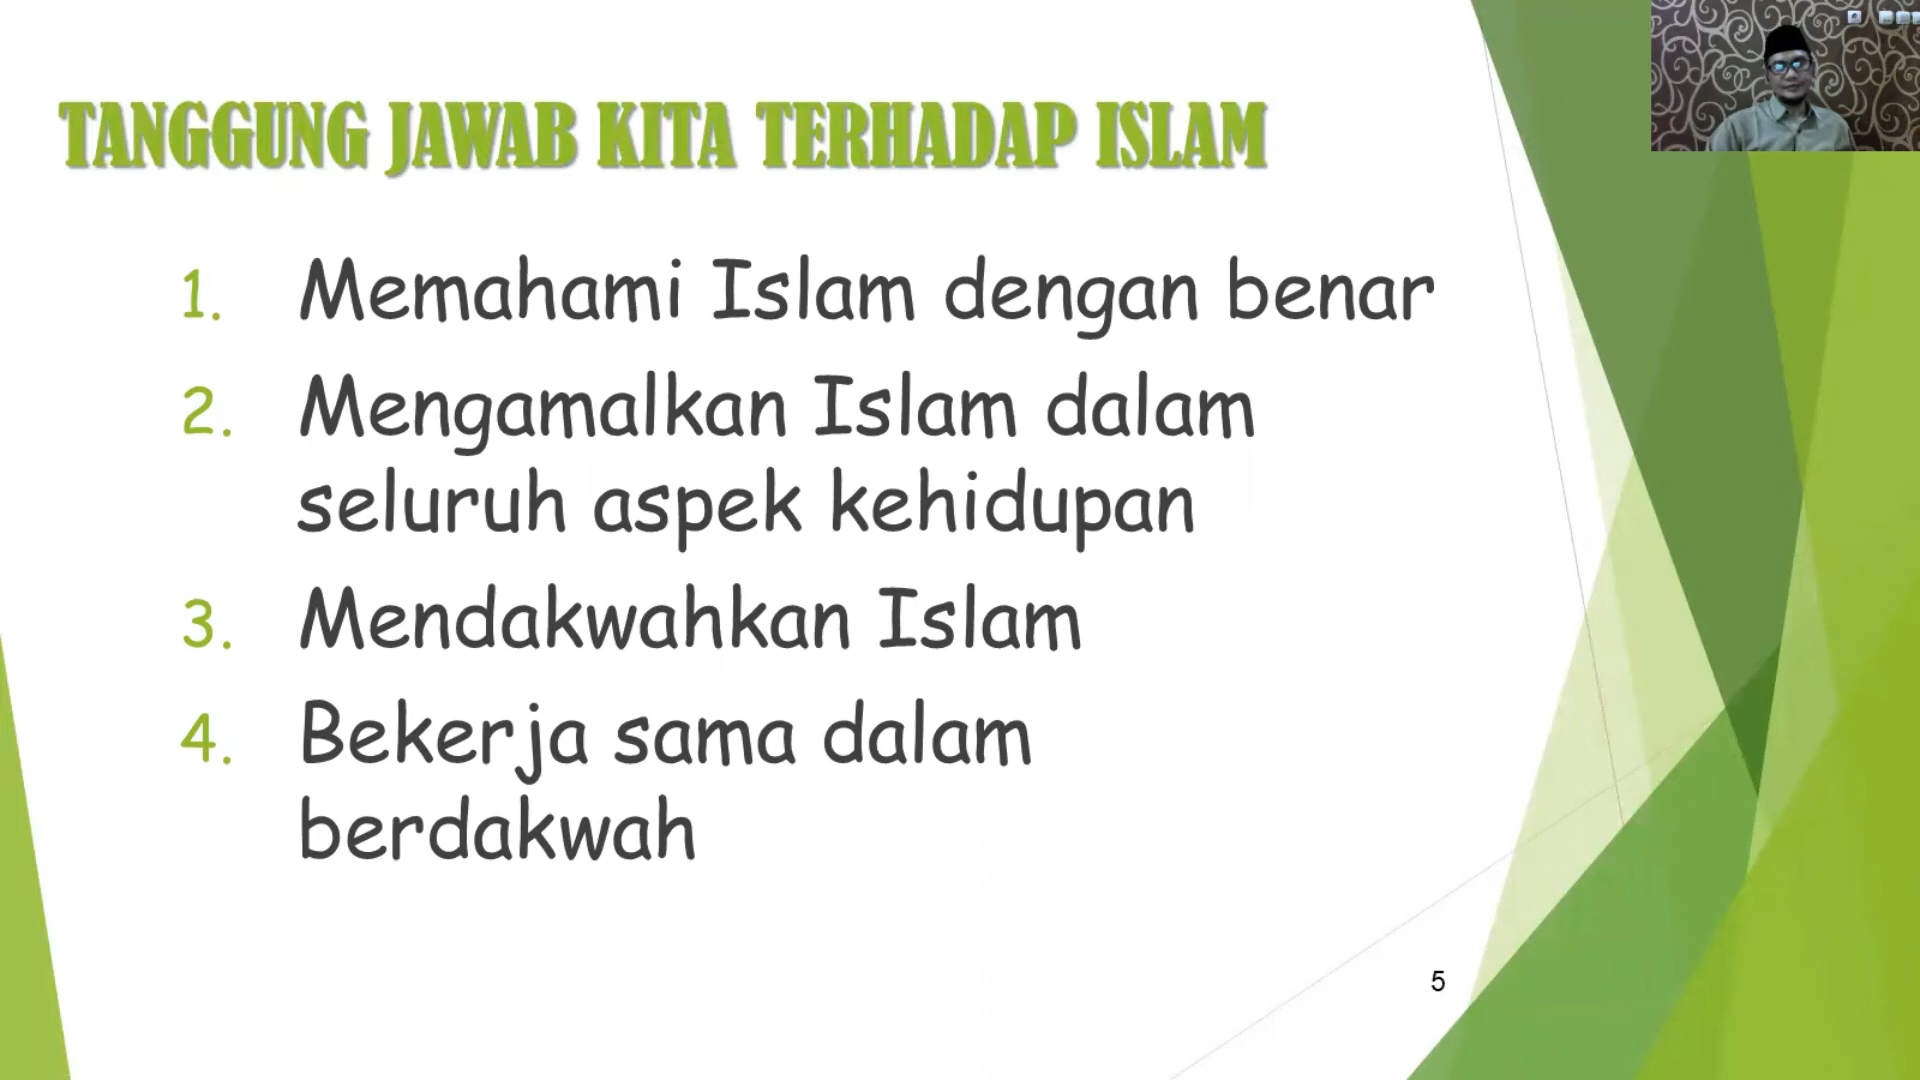 TANGGUNG JAWAB KITA TERHADAP ISLAM
1. Memahami Islam dengan benar
2. Mengamalkan Islam dalam
seluruh aspek kehidupan
3. Mendakwahkan Islam
4. Bekerja sama dalam
berdakwah
5